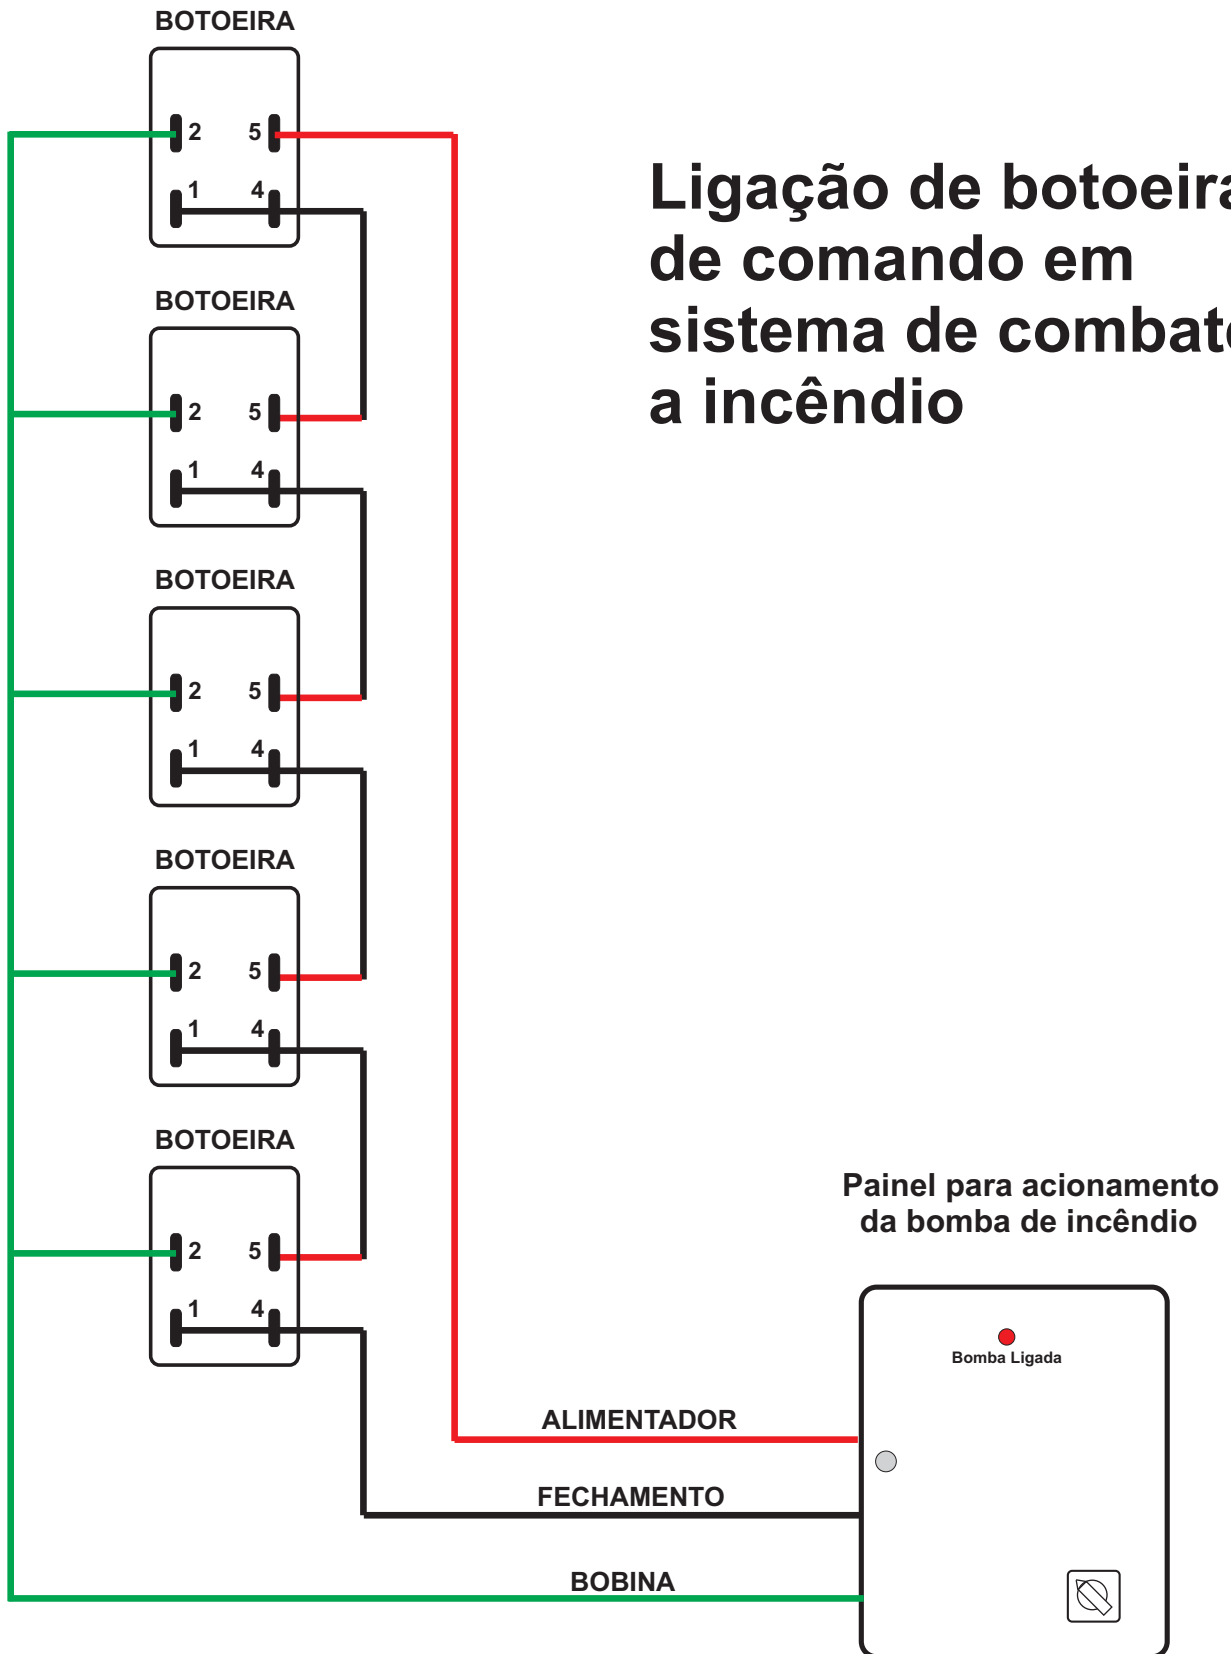 BOTOEIRA
2 5
1 4
Ligação de botoeira
de comando em
sistema de combate
a incêndio
BOTOEIRA
2 5
1 4
BOTOEIRA
2 5
1 4
BOTOEIRA
2 5
1 4
BOTOEIRA
2 5
1 4
Painel para acionamento
da bomba de incêndio
Bomba Ligada
ALIMENTADOR
FECHAMENTO
BOBINA